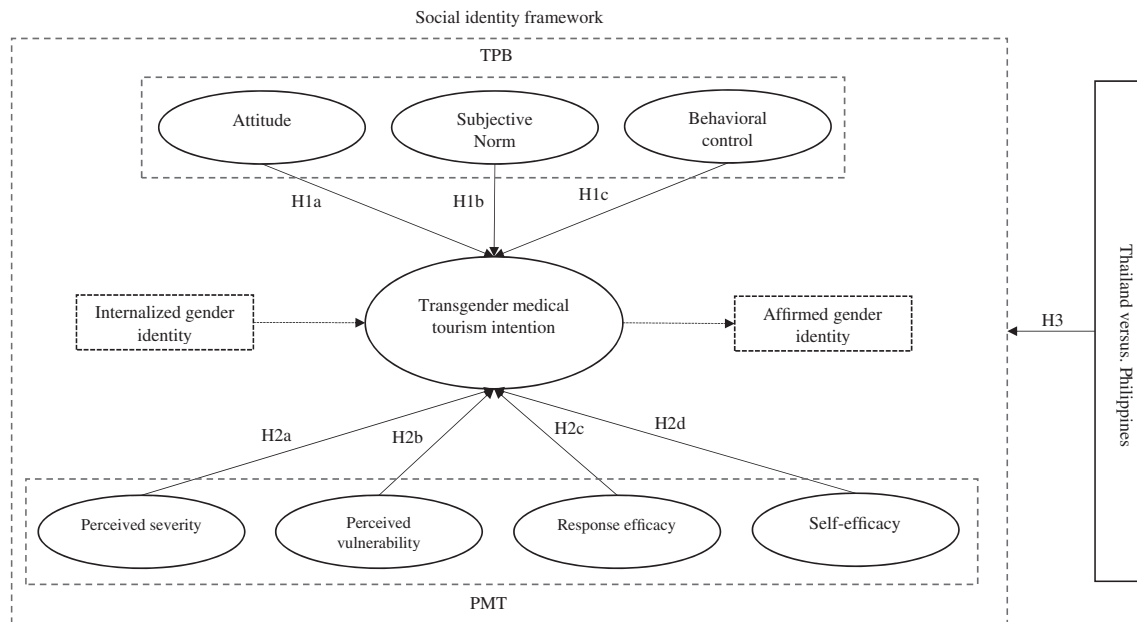 Social identity framework
TPB
Attitude
Subjective
Norm
Behavioral
control
H1a
H1b
H1c
Internalized gender
identity
Transgender medical
tourism intention
Affirmed gender
identity
H3
Thailand versus. Philippines
H2a
H2b
H2c
H2d
Perceived severity
Perceived
vulnerability
Response efficacy
Self-efficacy
PMT